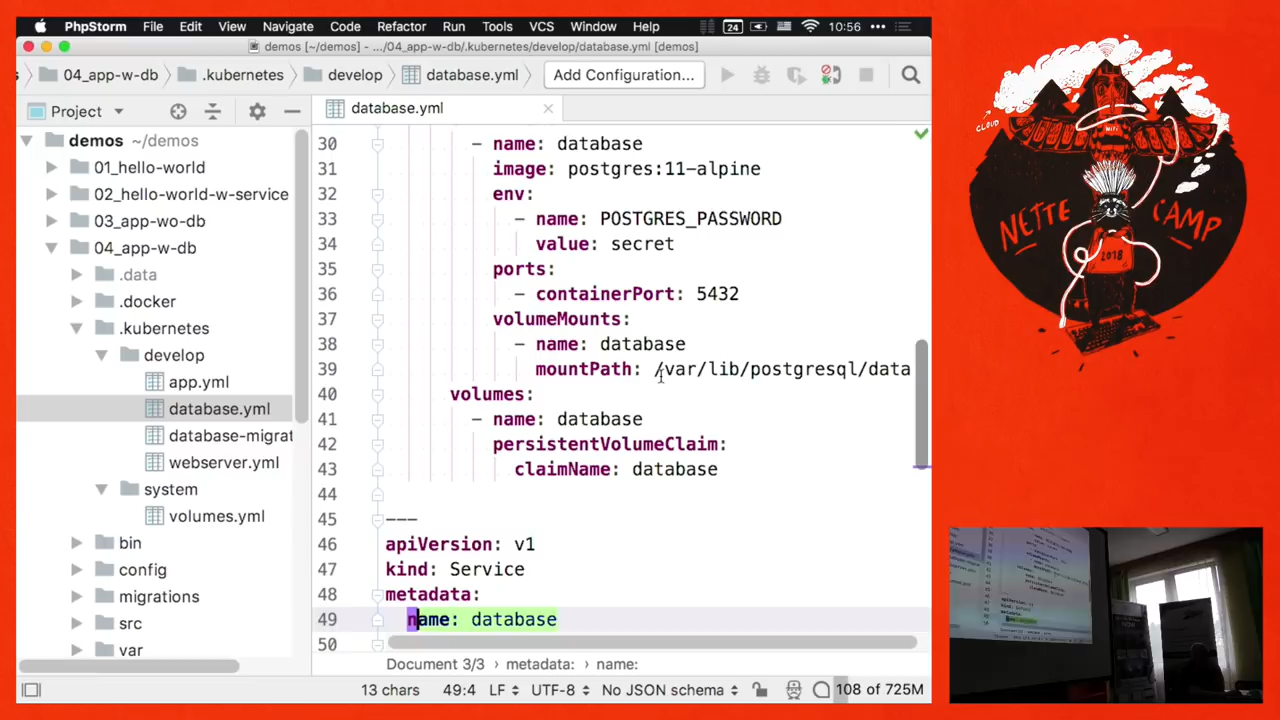 PhpStorm File Edit View Navigate Code Refactor Run Tools VCS Window Help 24 10:56
demos [~/demos] - .../04_app-w-db/.kubernetes/develop/database.yml [demos]
04_app-w-db .kubernetes develop database.yml Add Configuration...
Project
database.yml
demos ~/demos
01_hello-world
02_hello-world-w-service
03_app-wo-db
04_app-w-db
.data
.docker
.kubernetes
develop
app.yml
database.yml
database-migrat
webserver.yml
system
volumes.yml
bin
config
migrations
src
var
30 - name: database
31 image: postgres:11-alpine
32 env:
33 - name: POSTGRES_PASSWORD
34 value: secret
35 ports:
36 - containerPort: 5432
37 volumeMounts:
38 - name: database
39 mountPath: /var/lib/postgresql/data
40 volumes:
41 - name: database
42 persistentVolumeClaim:
43 claimName: database
44
45 ---
46 apiVersion: v1
47 kind: Service
48 metadata:
49 name: database
50
Document 3/3 › metadata: › name:
13 chars 49:4 LF UTF-8 No JSON schema 108 of 725M
CLOUD
WiFi
NETTE CAMP
2018